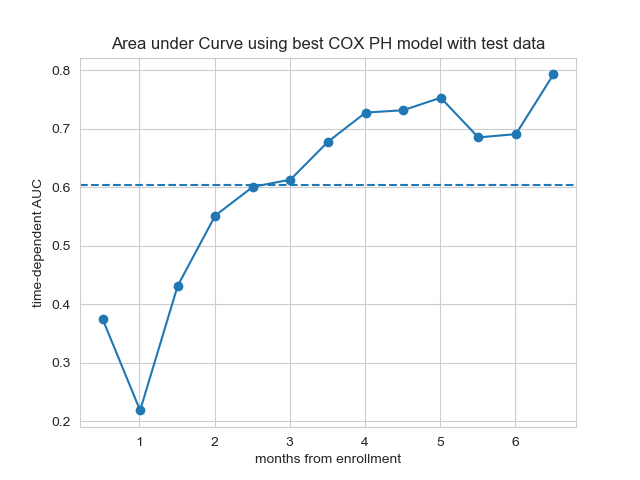 Area under Curve using best COX PH model with test data
time-dependent AUC
0.8
0.7
0.6
0.5
0.4
0.3
0.2
1 2 3 4 5 6
months from enrollment